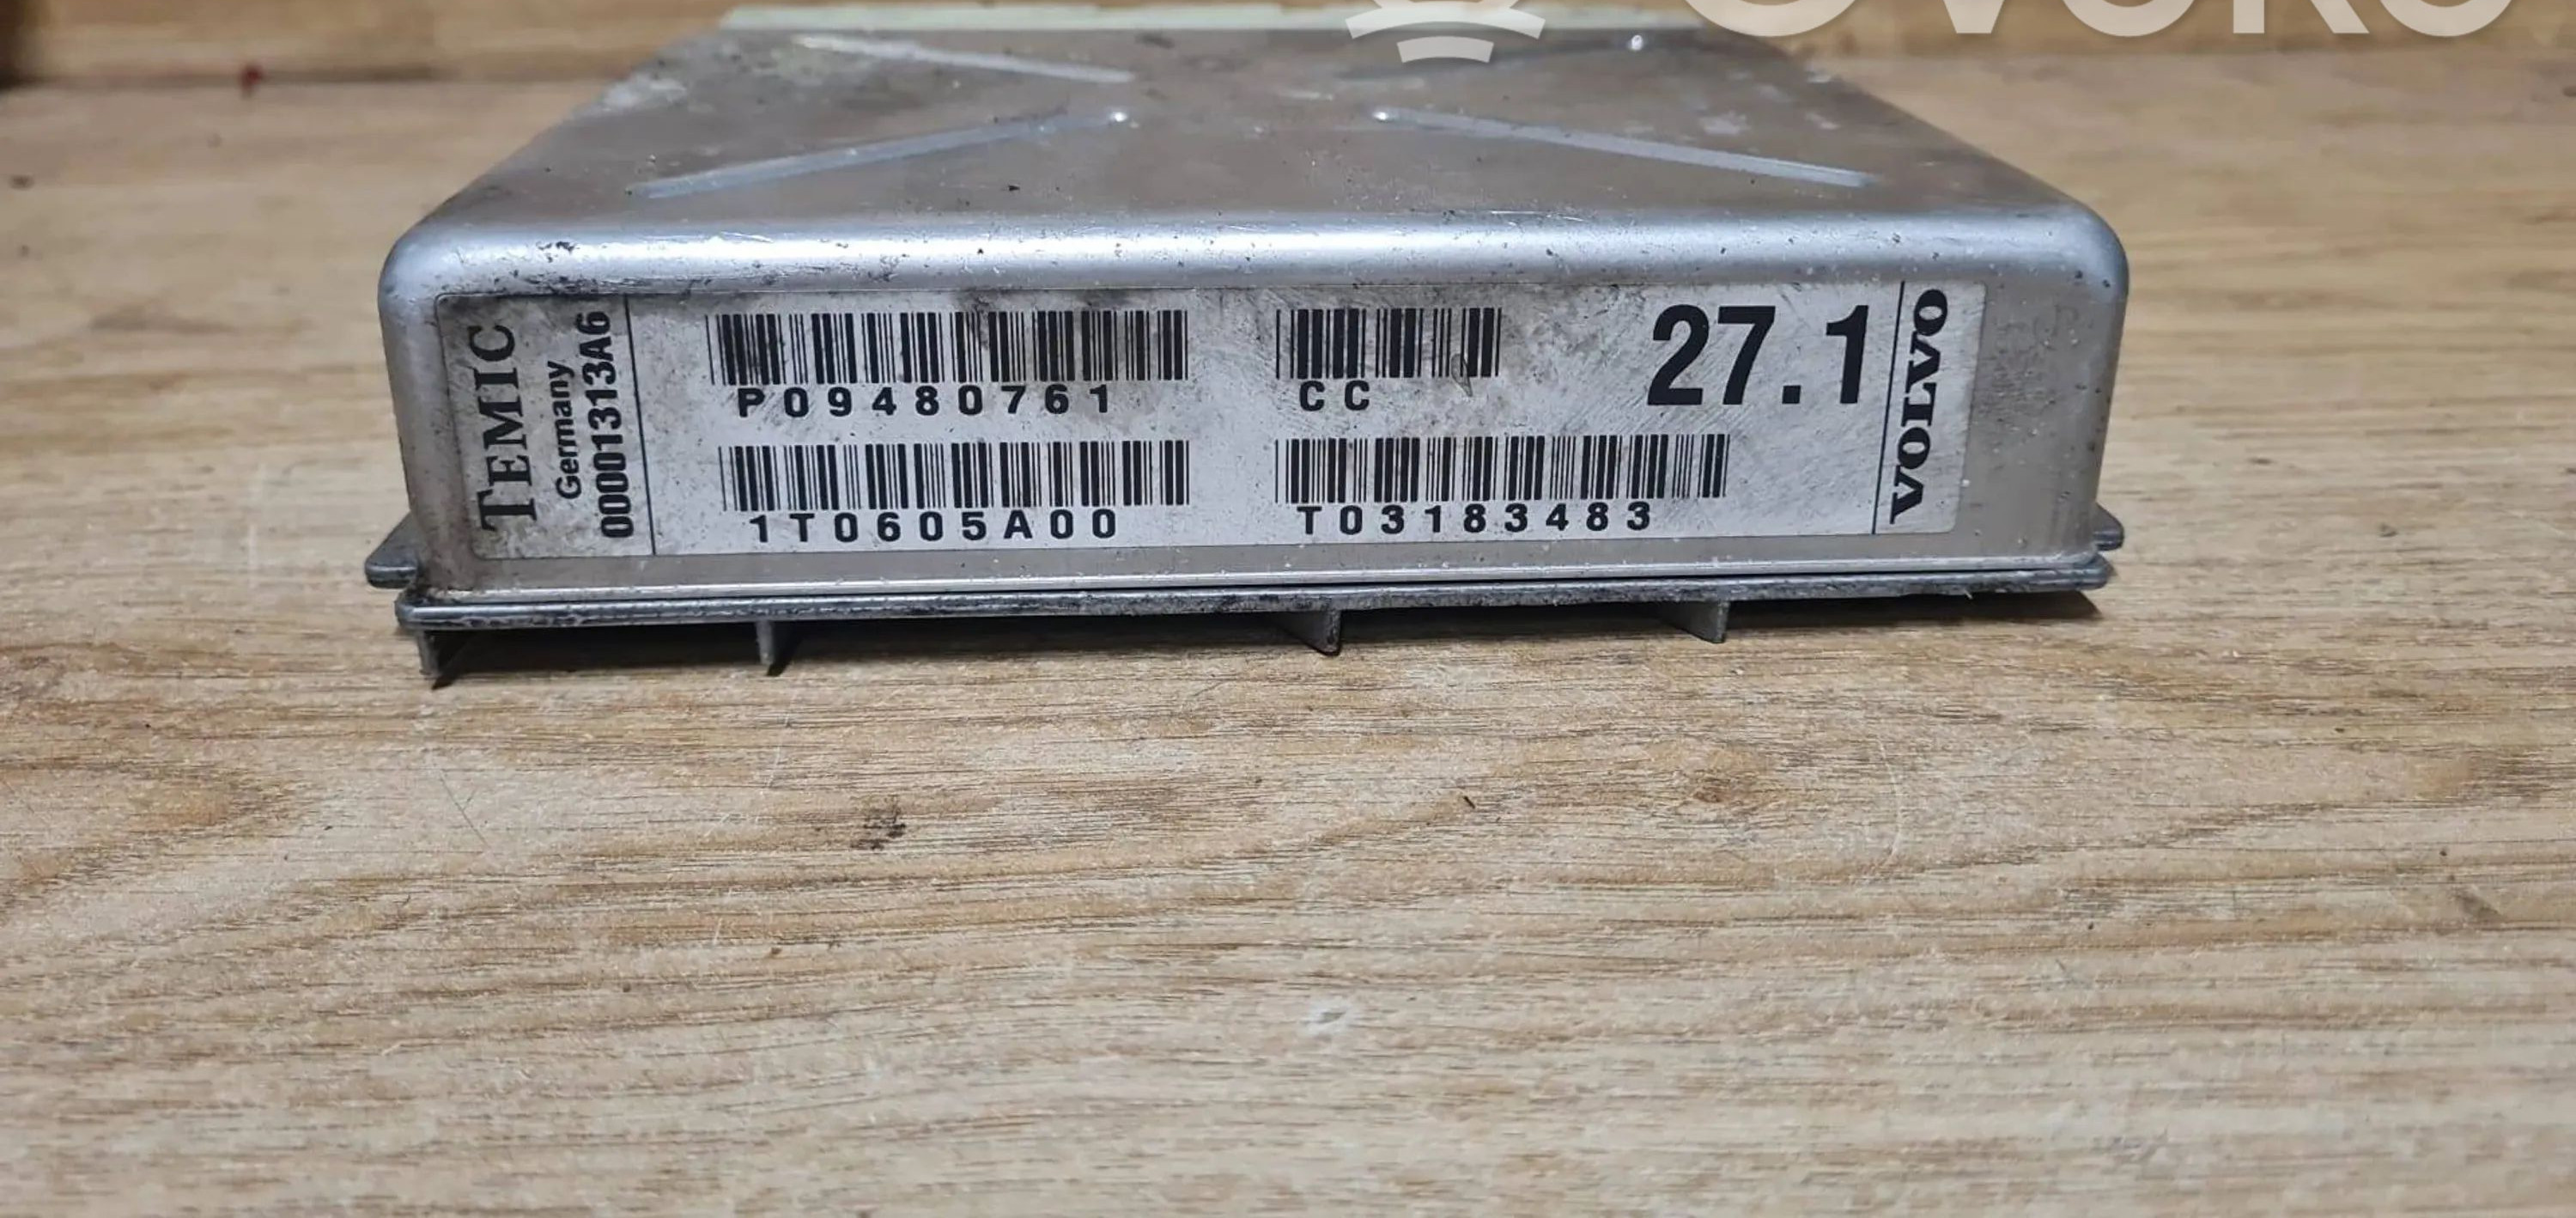 TEMIC
Germany
00001313A6
P09480761
CC
27.1
1T0605A00
T03183483
VOLVO